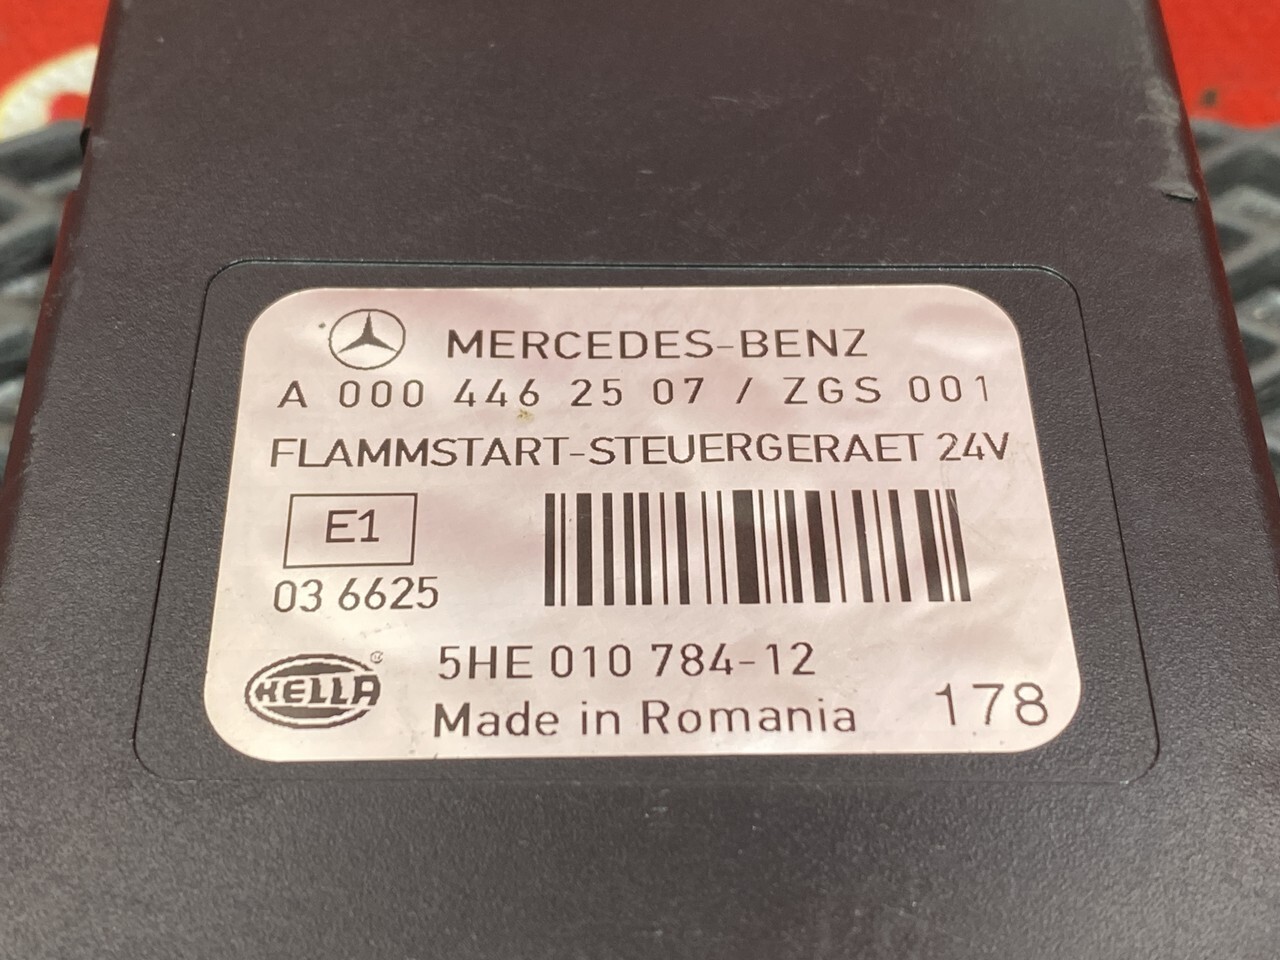 MERCEDES-BENZ
A 000 446 25 07 / ZGS 001
FLAMMSTART-STEUERGERAET 24V
E1
03 6625
HELLA
5HE 010 784-12
Made in Romania
178